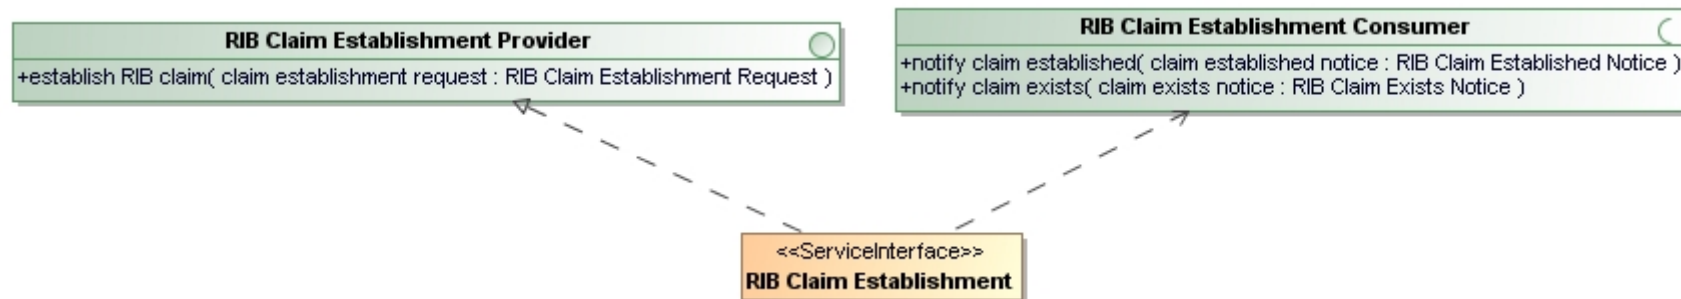 RIB Claim Establishment Provider
+establish RIB claim( claim establishment request : RIB Claim Establishment Request )
RIB Claim Establishment Consumer
+notify claim established( claim established notice : RIB Claim Established Notice )
+notify claim exists( claim exists notice : RIB Claim Exists Notice )
<<ServiceInterface>>
RIB Claim Establishment